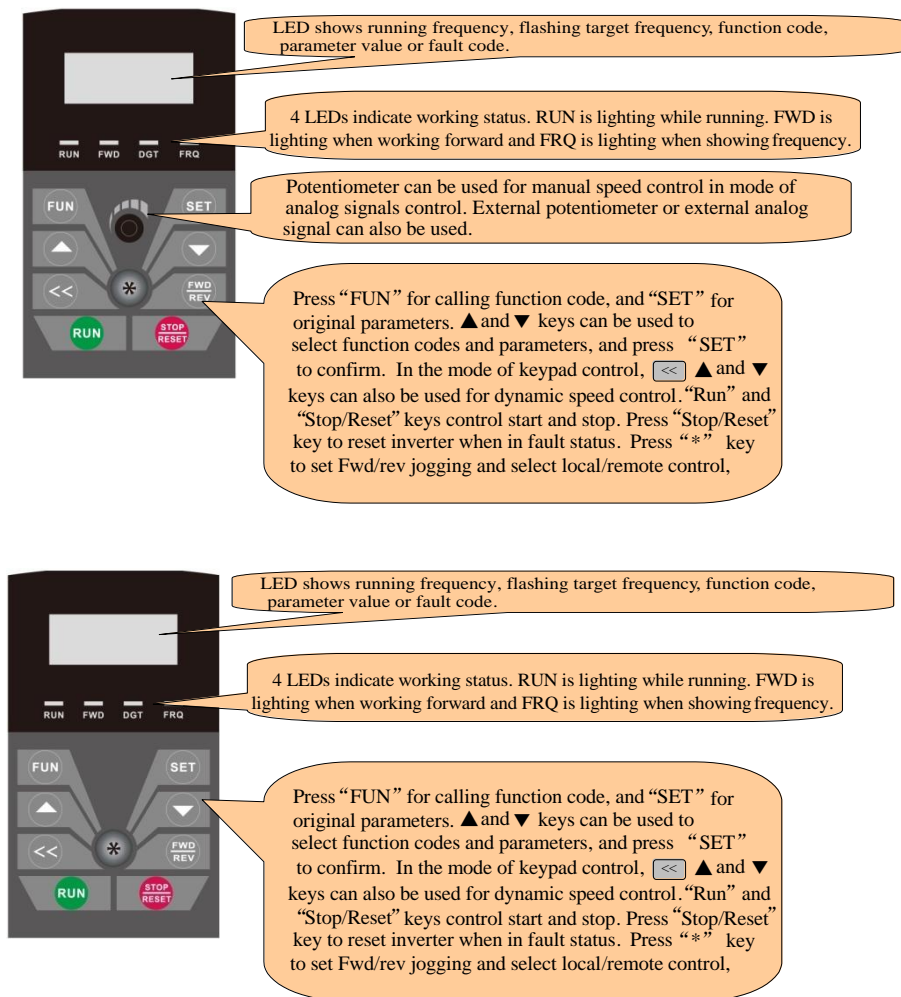 LED shows running frequency, flashing target frequency, function code,
parameter value or fault code.
4 LEDs indicate working status. RUN is lighting while running. FWD is
lighting when working forward and FRQ is lighting when showing frequency.
RUN FWD DGT FRQ
Potentiometer can be used for manual speed control in mode of
analog signals control. External potentiometer or external analog
signal can also be used.
FUN SET
▲ ▼
<< * FWD
REV
RUN STOP
RESET
Press “FUN” for calling function code, and “SET” for
original parameters. ▲ and ▼ keys can be used to
select function codes and parameters, and press “SET”
to confirm. In the mode of keypad control, << ▲ and ▼
keys can also be used for dynamic speed control. “Run” and
“Stop/Reset” keys control start and stop. Press “Stop/Reset”
key to reset inverter when in fault status. Press “*” key
to set Fwd/rev jogging and select local/remote control,
LED shows running frequency, flashing target frequency, function code,
parameter value or fault code.
4 LEDs indicate working status. RUN is lighting while running. FWD is
lighting when working forward and FRQ is lighting when showing frequency.
RUN FWD DGT FRQ
FUN SET
▲ ▼
<< * FWD
REV
RUN STOP
RESET
Press “FUN” for calling function code, and “SET” for
original parameters. ▲ and ▼ keys can be used to
select function codes and parameters, and press “SET”
to confirm. In the mode of keypad control, << ▲ and ▼
keys can also be used for dynamic speed control. “Run” and
“Stop/Reset” keys control start and stop. Press “Stop/Reset”
key to reset inverter when in fault status. Press “*” key
to set Fwd/rev jogging and select local/remote control,